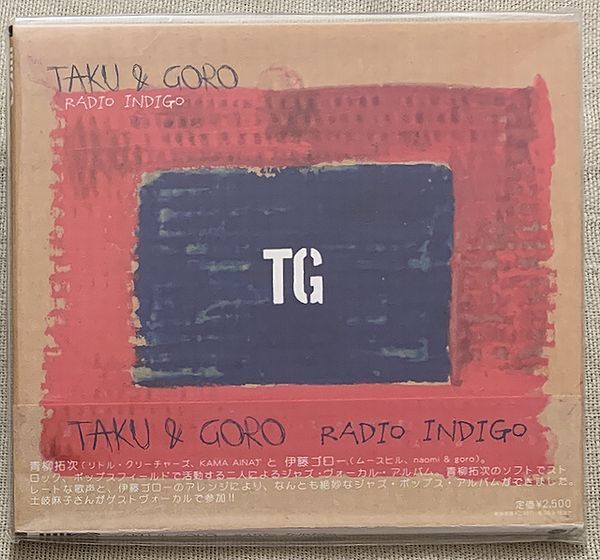 TAKU & GORO
RADIO INDIGO
TG
TAKU & GORO RADIO INDIGO
青柳拓次(リトル・クリーチャーズ、KAMA AINA)と 伊藤ゴロー(ムースヒル、naomi & goro)。
ロック、ポップスフィールドで活動する二人によるジャズ・ヴォーカル・アルバム。青柳拓次のソフトでスト
レートな歌声と、伊藤ゴローのアレンジにより、なんとも絶妙なジャズ・ポップス・アルバムができました。
土岐麻子さんがゲストヴォーカルで参加!!
定価¥2,500